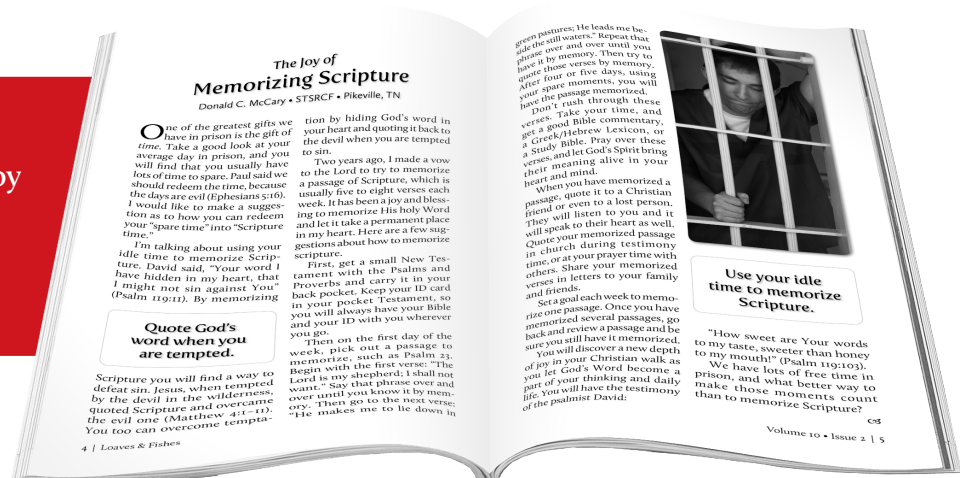 oy
The Joy of
Memorizing Scripture
Donald C. McCary • STSRCF • Pikeville, TN
One of the greatest gifts we
have in prison is the gift of
time. Take a good look at your
average day in prison, and you
will find that you usually have
lots of time to spare. Paul said we
should redeem the time, because
the days are evil (Ephesians 5:16).
I would like to make a sugges-
tion as to how you can redeem
your “spare time” into “Scripture
time.”
I’m talking about using your
idle time to memorize Scrip-
ture. David said, “Your word I
have hidden in my heart, that
I might not sin against You”
(Psalm 119:11). By memorizing
Quote God’s
word when you
are tempted.
Scripture you will find a way to
defeat sin. Jesus, when tempted
by the devil in the wilderness,
quoted Scripture and overcame
the evil one (Matthew 4:1–11).
You too can overcome tempta-
4 | Loaves & Fishes
tion by hiding God’s word in
your heart and quoting it back to
the devil when you are tempted
to sin.
Two years ago, I made a vow
to the Lord to try to memorize
a passage of Scripture, which is
usually five to eight verses each
week. It has been a joy and bless-
ing to memorize His holy Word
and let it take a permanent place
in my heart. Here are a few sug-
gestions about how to memorize
scripture.
First, get a small New Tes-
tament with the Psalms and
Proverbs and carry it in your
back pocket. Keep your ID card
in your pocket Testament, so
you will always have your Bible
and your ID with you wherever
you go.
Then on the first day of the
week, pick out a passage to
memorize, such as Psalm 23.
Begin with the first verse: “The
Lord is my shepherd; I shall not
want.” Say that phrase over and
over until you know it by mem-
ory. Then go to the next verse:
“He makes me to lie down in
green pastures; He leads me be-
side the still waters.” Repeat that
phrase over and over until you
have it by memory. Then try to
quote those verses by memory.
After four or five days, using
your spare moments, you will
have the passage memorized.
Don’t rush through these
verses. Take your time, and
get a good Bible commentary,
a Greek/Hebrew Lexicon, or
a Study Bible. Pray over these
verses, and let God’s Spirit bring
their meaning alive in your
heart and mind.
When you have memorized a
passage, quote it to a Christian
friend or even to a lost person.
They will listen to you and it
will speak to their heart as well.
Quote your memorized passage
in church during testimony
time, or at your prayer time with
others. Share your memorized
verses in letters to your family
and friends.
Set a goal each week to memo-
rize one passage. Once you have
memorized several passages, go
back and review a passage and be
sure you still have it memorized.
You will discover a new depth
of joy in your Christian walk as
you let God’s Word become a
part of your thinking and daily
life. You will have the testimony
of the psalmist David:
Use your idle
time to memorize
Scripture.
“How sweet are Your words
to my taste, sweeter than honey
to my mouth!” (Psalm 119:103).
We have lots of free time in
prison, and what better way to
make those moments count
than to memorize Scripture?
Volume 10 • Issue 2 | 5